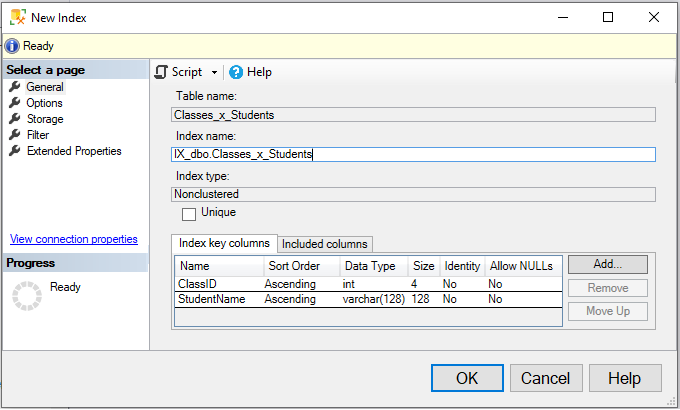 New Index
Ready
Select a page
General
Options
Storage
Filter
Extended Properties
View connection properties
Progress
Ready
Script Help
Table name:
Classes_x_Students
Index name:
IX_dbo.Classes_x_Students
Index type:
Nonclustered
Unique
Index key columns Included columns
Name Sort Order Data Type Size Identity Allow NULLs
ClassID Ascending int 4 No No
StudentName Ascending varchar(128) 128 No No
Add...
Remove
Move Up
OK Cancel Help